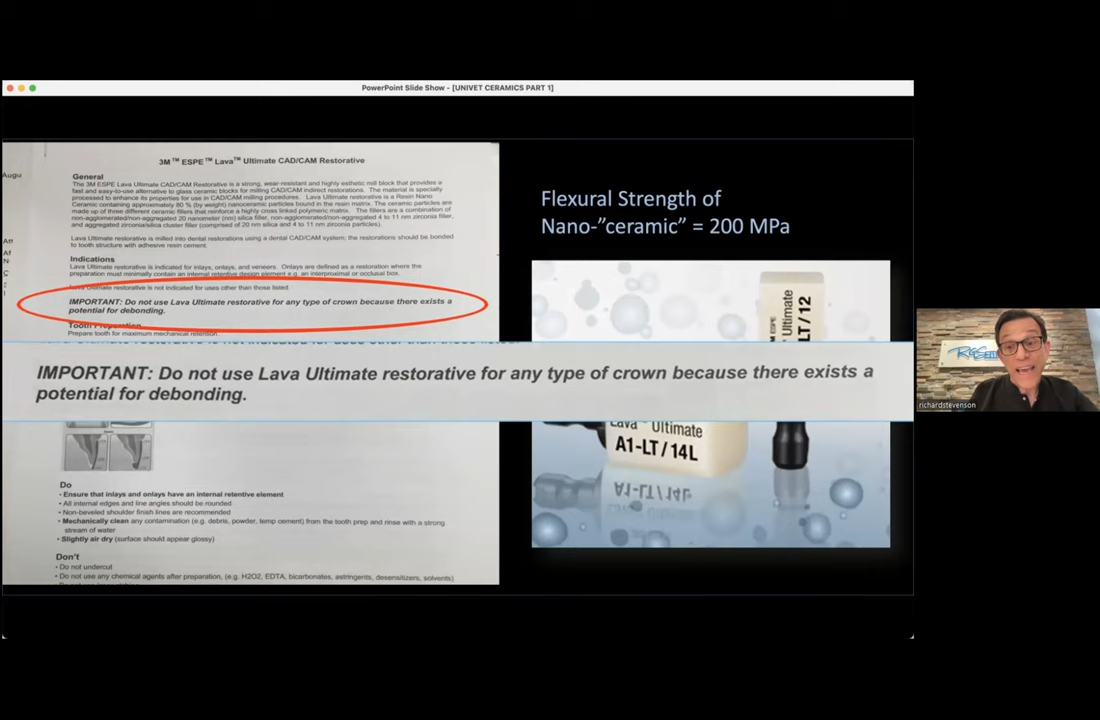 PowerPoint Slide Show - [UNIVET CERAMICS PART 1]
3M™ ESPE™ Lava™ Ultimate CAD/CAM Restorative
Augu
General
The 3M ESPE Lava Ultimate CAD/CAM Restorative is a strong, wear-resistant and highly esthetic mill block that provides a
fast and easy-to-use alternative to glass ceramic blocks for milling CAD/CAM indirect restorations. The material is specially
processed to enhance its properties for use in CAD/CAM milling procedures. Lava Ultimate restorative is a Resin Nano
Ceramic containing approximately 80 % (by weight) nanoceramic particles bound in the resin matrix. The ceramic particles are
made up of three different ceramic fillers that reinforce a highly cross linked polymeric matrix. The fillers are a combination of
non-agglomerated/non-aggregated 20 nanometer (nm) silica filler, non-agglomerated/non-aggregated 4 to 11 nm zirconia filler,
and aggregated zirconia/silica cluster filler (comprised of 20 nm silica and 4 to 11 nm zirconia particles).
Lava Ultimate restorative is milled into dental restorations using a dental CAD/CAM system; the restorations should be bonded
to tooth structure with adhesive resin cement.
Indications
Lava Ultimate restorative is indicated for inlays, onlays, and veneers. Onlays are defined as a restoration where the
preparation must minimally contain an internal retentive design element e.g. an interproximal or occlusal box.
Lava Ultimate restorative is not indicated for uses other than those listed.
IMPORTANT: Do not use Lava Ultimate restorative for any type of crown because there exists a
potential for debonding.
Tooth Preparation
Prepare tooth for maximum mechanical retention.
IMPORTANT: Do not use Lava Ultimate restorative for any type of crown because there exists a
potential for debonding.
Do
• Ensure that inlays and onlays have an internal retentive element
• All internal edges and line angles should be rounded
• Non-beveled shoulder finish lines are recommended
• Mechanically clean any contamination (e.g. debris, powder, temp cement) from the tooth prep and rinse with a strong
stream of water
• Slightly air dry (surface should appear glossy)
Don't
• Do not undercut
• Do not use any chemical agents after preparation, (e.g. H2O2, EDTA, bicarbonates, astringents, desensitizers, solvents)
Flexural Strength of
Nano-"ceramic" = 200 MPa
ESPE
Ultimate
LT / 12
Lava™ Ultimate
A1-LT / 14L
richardstevenson